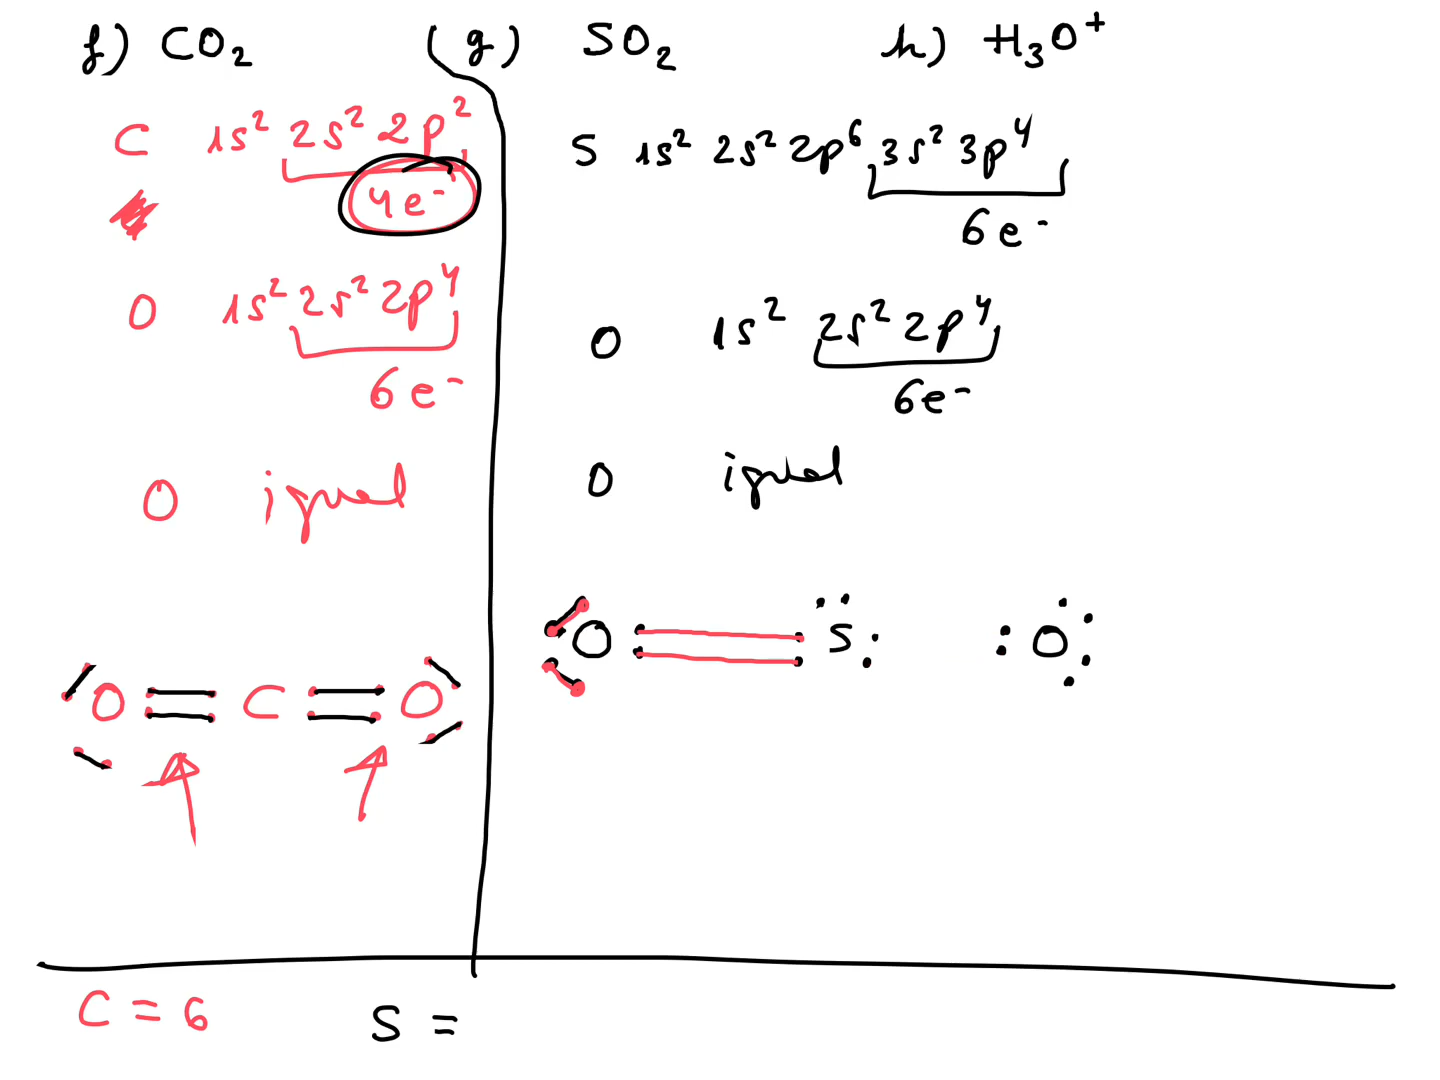 f) CO₂ (g) SO₂ h) H₃O⁺
C 1s² 2s² 2p²
4e⁻
O 1s² 2s² 2p⁴
6e⁻
O igual
O = C = O
C = 6
S 1s² 2s² 2p⁶ 3s² 3p⁴
6e⁻
O 1s² 2s² 2p⁴
6e⁻
O igual
O = S O
S =